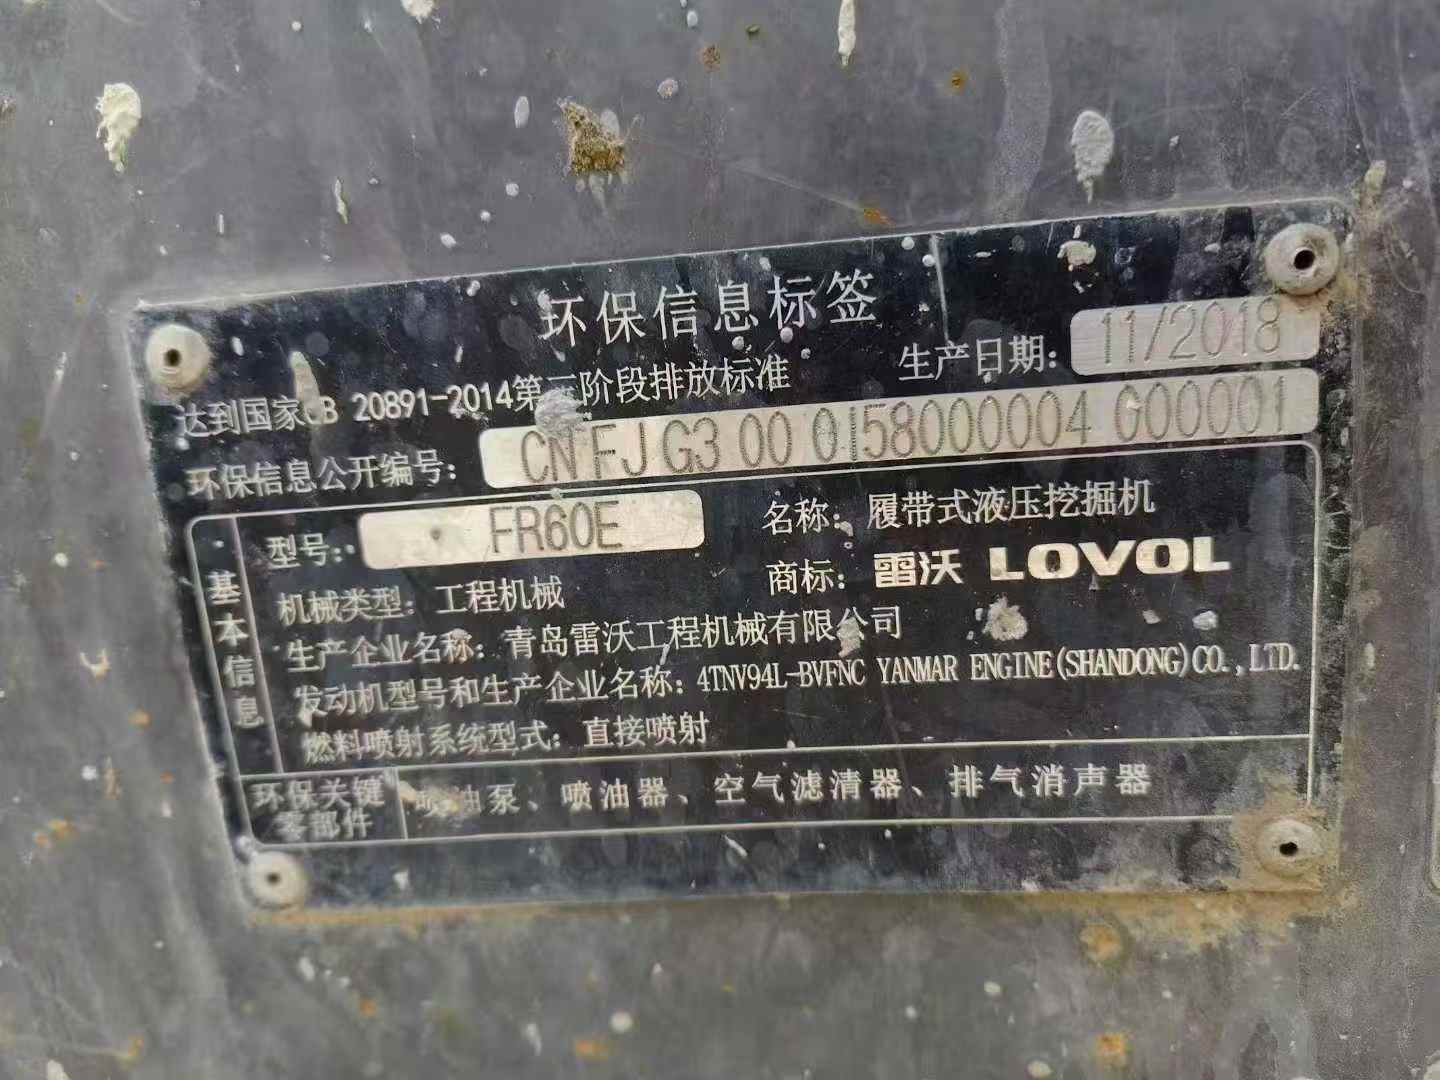 环保信息标签
达到国家GB 20891-2014第三阶段排放标准
生产日期: 11/2018
环保信息公开编号: CN FJ G3 00 0158000004 000001
基本信息
型号: FR60E
名称: 履带式液压挖掘机
机械类型: 工程机械
商标: 雷沃 LOVOL
生产企业名称: 青岛雷沃工程机械有限公司
发动机型号和生产企业名称: 4TNV94L-BVFNC YANMAR ENGINE(SHANDONG)CO.,LTD.
燃料喷射系统型式: 直接喷射
环保关键
零部件
喷油泵、喷油器、空气滤清器、排气消声器